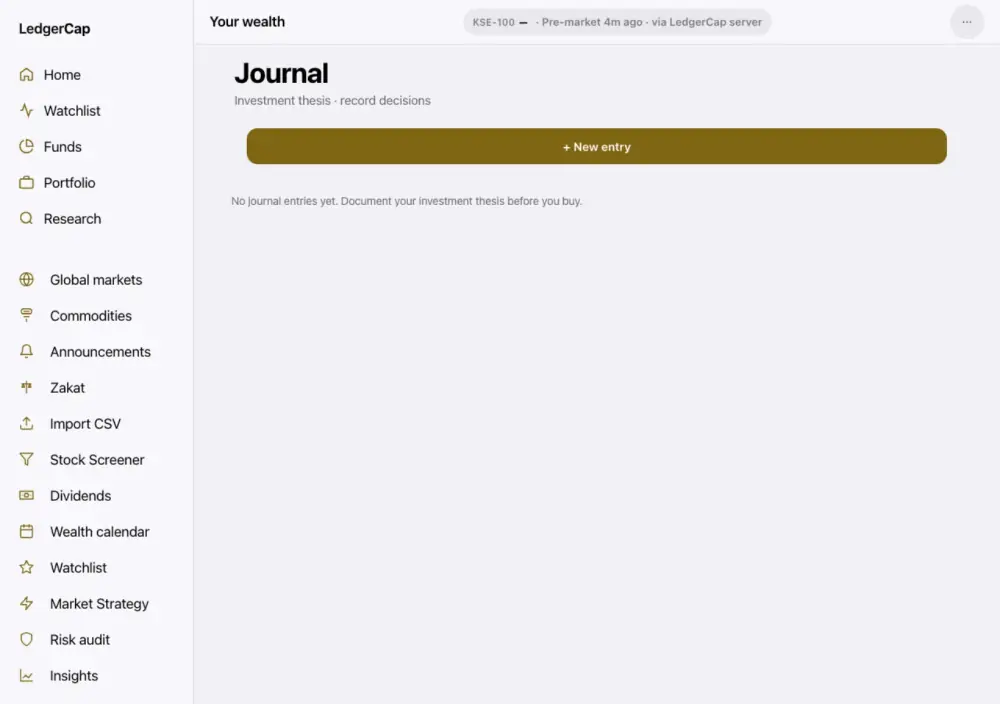 LedgerCap
Home
Watchlist
Funds
Portfolio
Research
Global markets
Commodities
Announcements
Zakat
Import CSV
Stock Screener
Dividends
Wealth calendar
Watchlist
Market Strategy
Risk audit
Insights
Your wealth
KSE-100 — · Pre-market 4m ago · via LedgerCap server
···
Journal
Investment thesis · record decisions
+ New entry
No journal entries yet. Document your investment thesis before you buy.